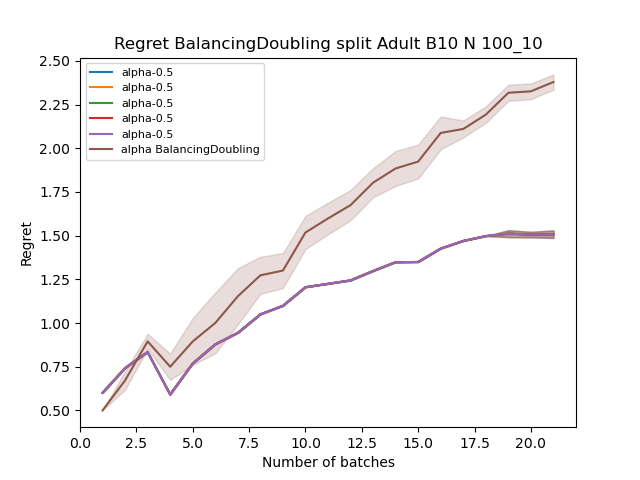 Regret BalancingDoubling split Adult B10 N 100_10
2.50
2.25
2.00
1.75
1.50
1.25
1.00
0.75
0.50
Regret
alpha-0.5
alpha-0.5
alpha-0.5
alpha-0.5
alpha-0.5
alpha BalancingDoubling
0.0 2.5 5.0 7.5 10.0 12.5 15.0 17.5 20.0
Number of batches